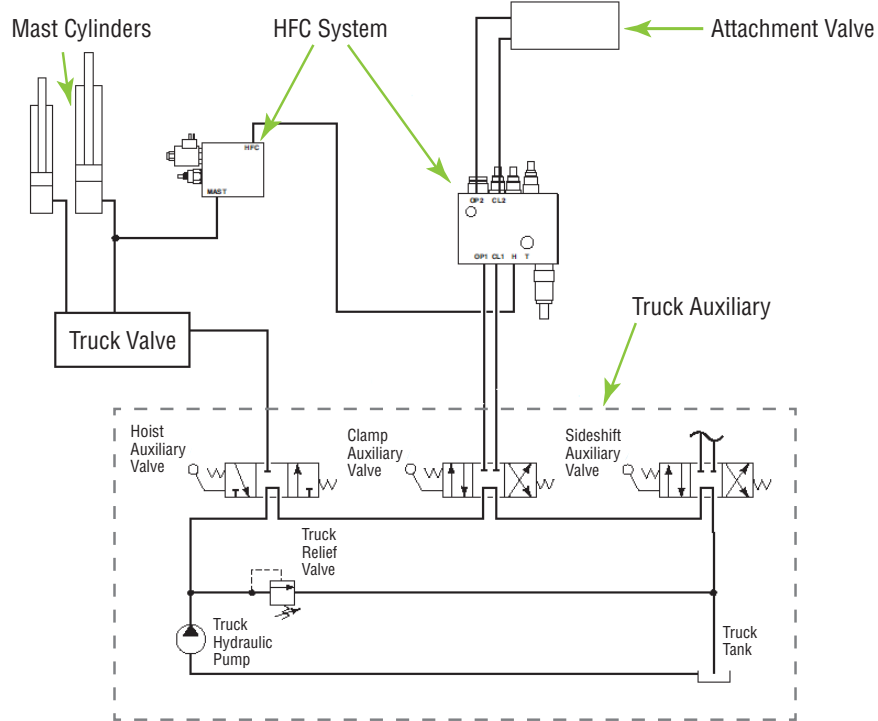 Mast Cylinders
HFC System
Attachment Valve
HFC
MAST
OP2 CL2
OP1 CL1 H T
Truck Auxiliary
Truck Valve
Hoist
Auxiliary
Valve
Clamp
Auxiliary
Valve
Sideshift
Auxiliary
Valve
Truck
Relief
Valve
Truck
Hydraulic
Pump
Truck
Tank